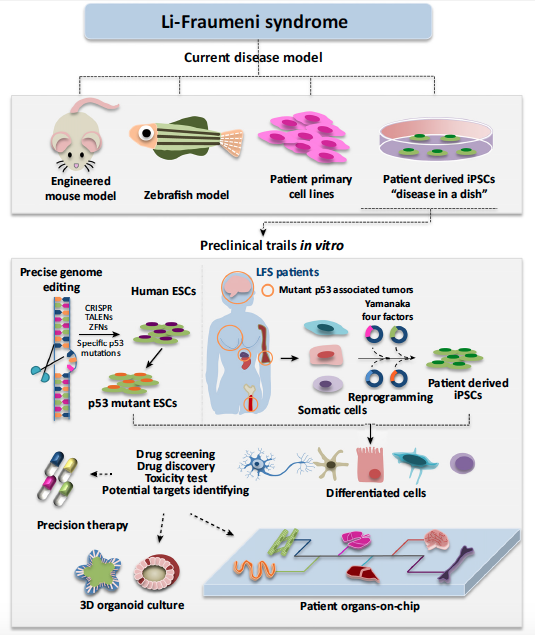 Li-Fraumeni syndrome
Current disease model
Engineered
mouse model
Zebrafish model
Patient primary
cell lines
Patient derived iPSCs
“disease in a dish”
Preclinical trails in vitro
Precise genome
editing
CRISPR
TALENs
ZFNs
Specific p53
mutations
Human ESCs
p53 mutant ESCs
LFS patients
Mutant p53 associated tumors
Yamanaka
four factors
Somatic cells
Reprogramming
Patient derived
iPSCs
Drug screening
Drug discovery
Toxicity test
Potential targets identifying
Differentiated cells
Precision therapy
3D organoid culture
Patient organs-on-chip